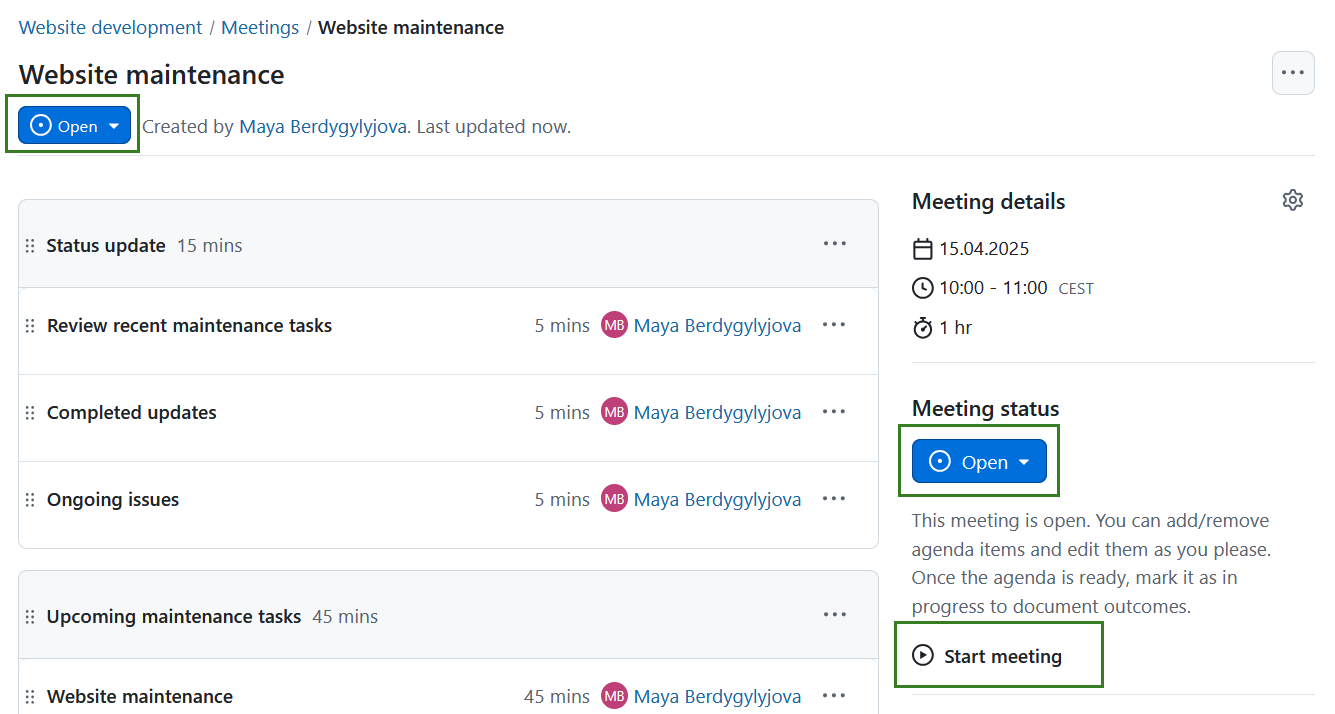 Website development / Meetings / Website maintenance
Website maintenance
Open Created by Maya Berdygylyjova. Last updated now.
Status update 15 mins
Review recent maintenance tasks 5 mins MB Maya Berdygylyjova
Completed updates 5 mins MB Maya Berdygylyjova
Ongoing issues 5 mins MB Maya Berdygylyjova
Upcoming maintenance tasks 45 mins
Website maintenance 45 mins MB Maya Berdygylyjova
Meeting details
15.04.2025
10:00 - 11:00 CEST
1 hr
Meeting status
Open
This meeting is open. You can add/remove
agenda items and edit them as you please.
Once the agenda is ready, mark it as in
progress to document outcomes.
Start meeting